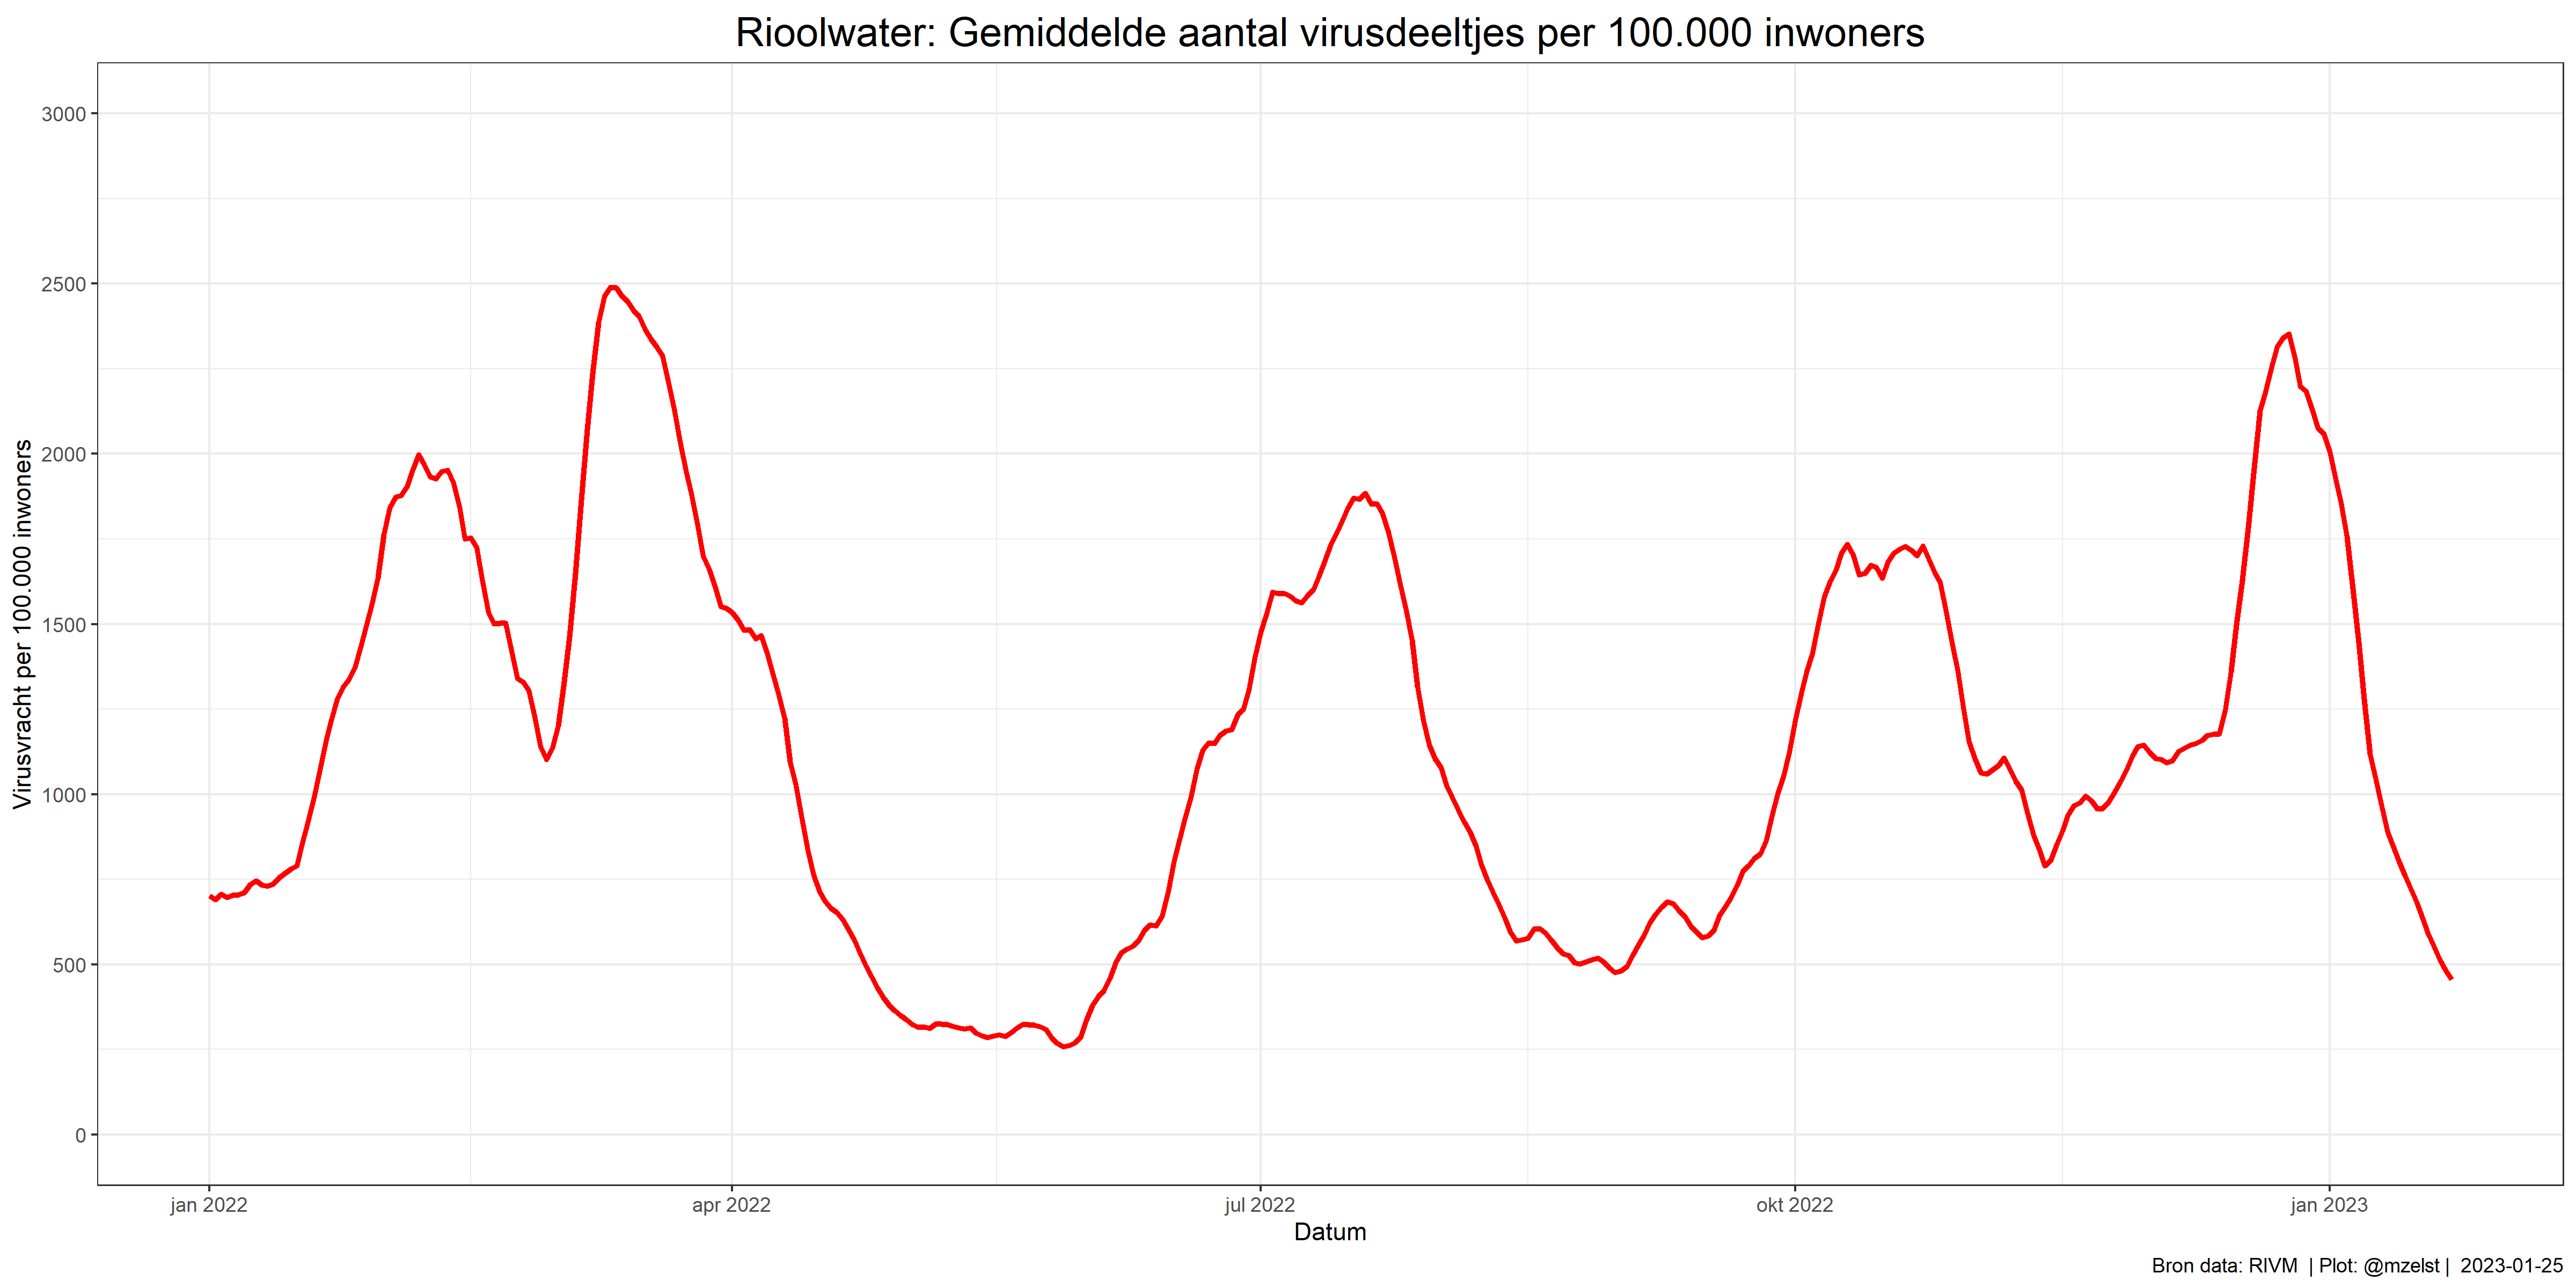 Rioolwater: Gemiddelde aantal virusdeeltjes per 100.000 inwoners
Virusvracht per 100.000 inwoners
3000
2500
2000
1500
1000
500
0
jan 2022 apr 2022 jul 2022 okt 2022 jan 2023
Datum
Bron data: RIVM | Plot: @mzelst | 2023-01-25